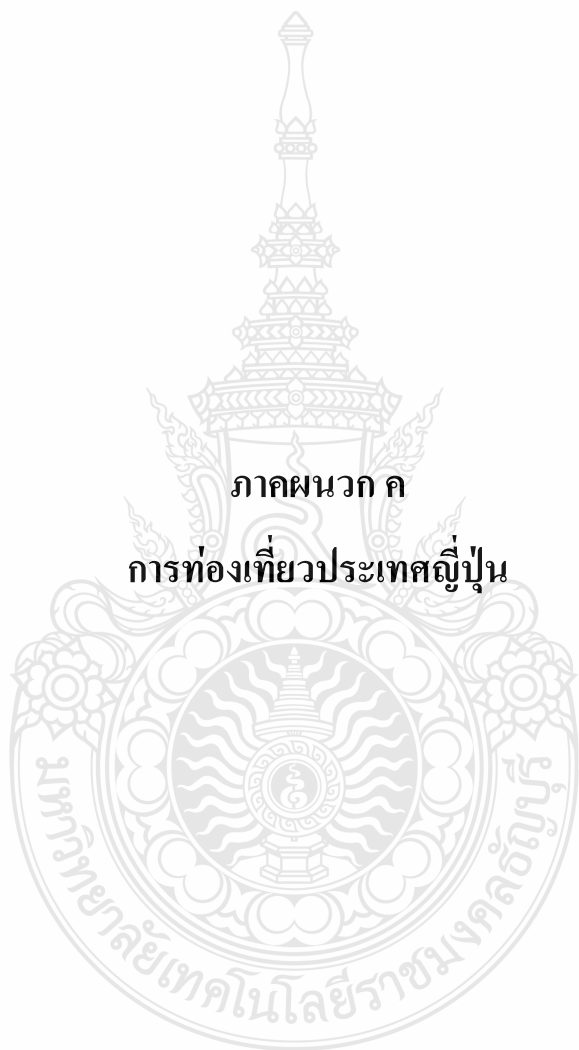 ภาคผนวก ค
การท่องเที่ยวประเทศญี่ปุ่น
มหาวิทยาลัยเทคโนโลยีราชมงคลธัญบุรี